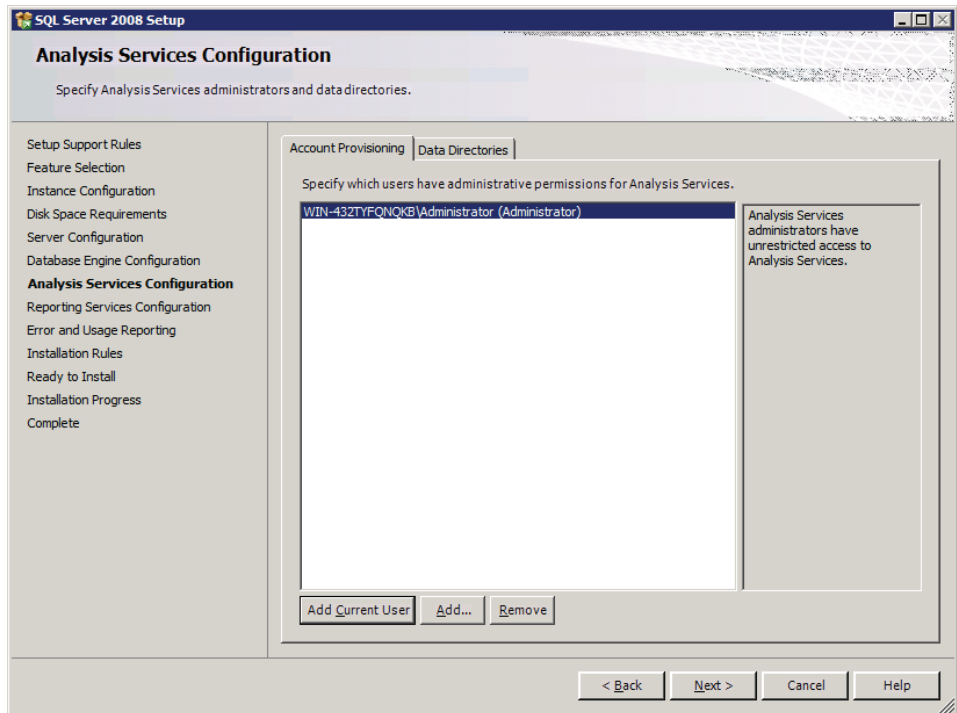 SQL Server 2008 Setup
Analysis Services Configuration
Specify Analysis Services administrators and data directories.
Setup Support Rules
Feature Selection
Instance Configuration
Disk Space Requirements
Server Configuration
Database Engine Configuration
Analysis Services Configuration
Reporting Services Configuration
Error and Usage Reporting
Installation Rules
Ready to Install
Installation Progress
Complete
Account Provisioning Data Directories
Specify which users have administrative permissions for Analysis Services.
WIN-432TYFQNQKB\Administrator (Administrator)
Analysis Services
administrators have
unrestricted access to
Analysis Services.
Add Current User Add... Remove
< Back Next > Cancel Help